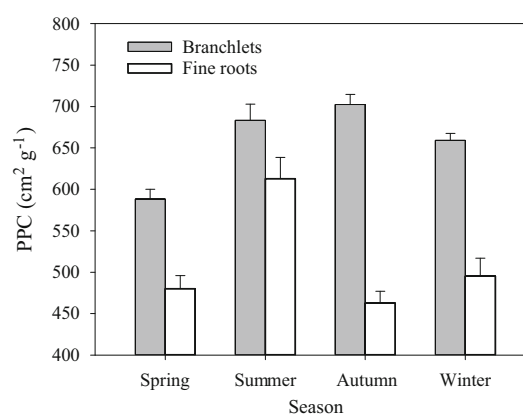 800
750
700
650
600
550
500
450
400
PPC (cm² g⁻¹)
Branchlets
Fine roots
Spring Summer Autumn Winter
Season